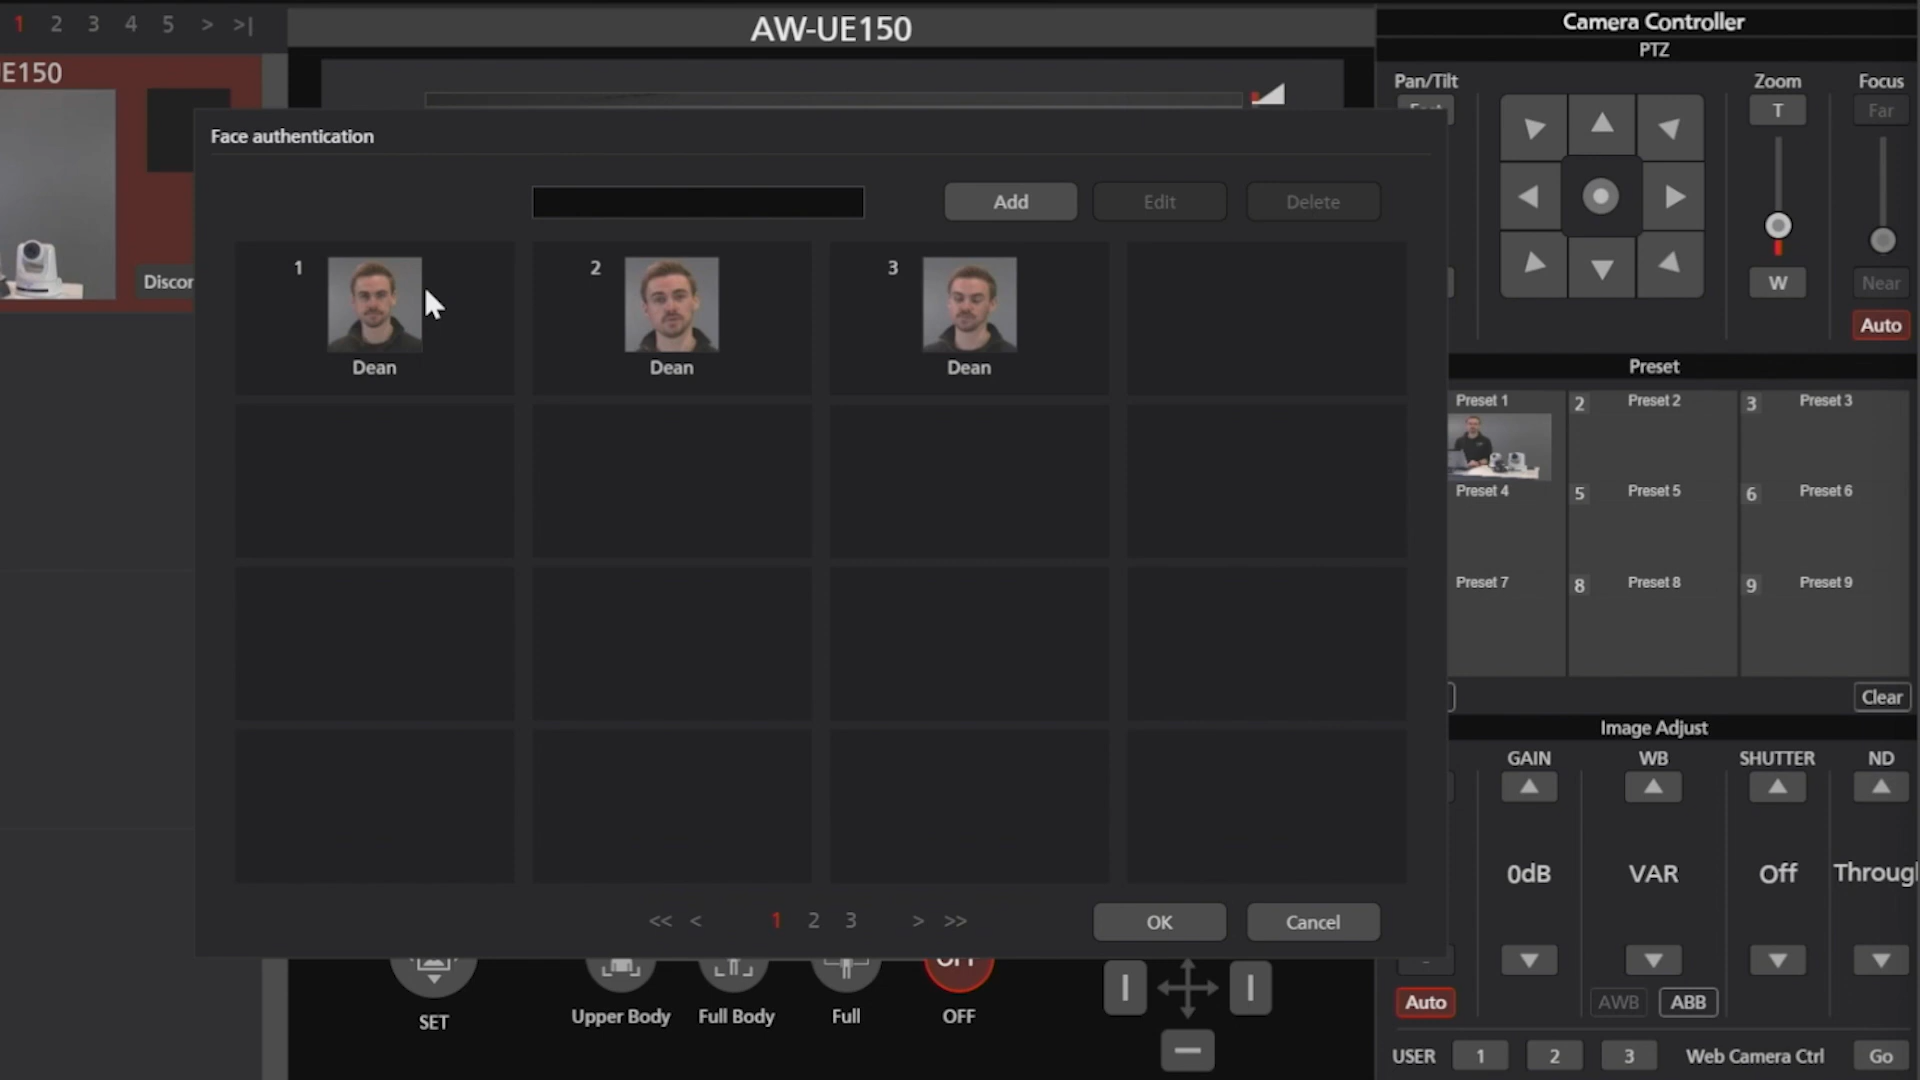 1 2 3 4 5 > >|
AW-UE150
Camera Controller
PTZ
E150
Pan/Tilt
Zoom
Focus
T
Far
Face authentication
Add
Edit
Delete
1
2
3
Dean
Dean
Dean
Discon
W
Near
Auto
Preset
Preset 1
2 Preset 2
3 Preset 3
Preset 4
5 Preset 5
6 Preset 6
Preset 7
8 Preset 8
9 Preset 9
Clear
Image Adjust
GAIN
WB
SHUTTER
ND
0dB
VAR
Off
Throug
<< < 1 2 3 > >>
OK
Cancel
SET
Upper Body
Full Body
Full
OFF
OFF
Auto
AWB
ABB
USER 1 2 3 Web Camera Ctrl Go